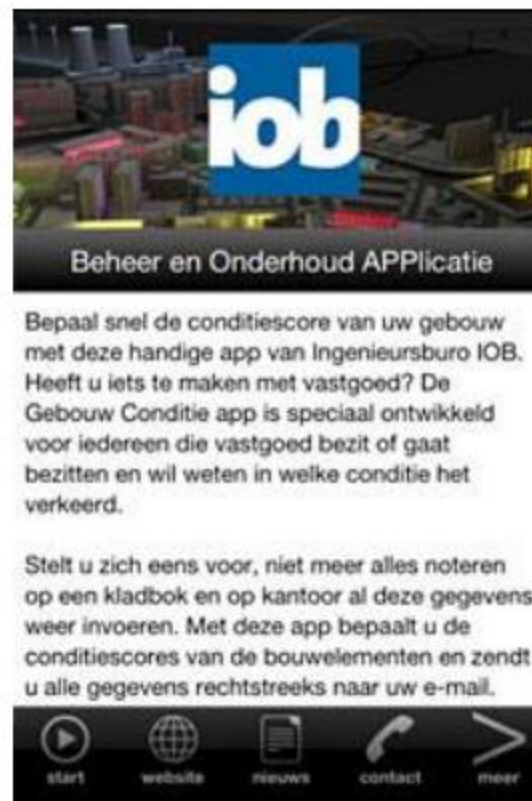 iob
Beheer en Onderhoud APPlicatie
Bepaal snel de conditiescore van uw gebouw
met deze handige app van Ingenieursburo IOB.
Heeft u iets te maken met vastgoed? De
Gebouw Conditie app is speciaal ontwikkeld
voor iedereen die vastgoed bezit of gaat
bezitten en wil weten in welke conditie het
verkeerd.
Stelt u zich eens voor, niet meer alles noteren
op een kladbok en op kantoor al deze gegevens
weer invoeren. Met deze app bepaalt u de
conditiescores van de bouwelementen en zendt
u alle gegevens rechtstreeks naar uw e-mail.
start website nieuws contact meer